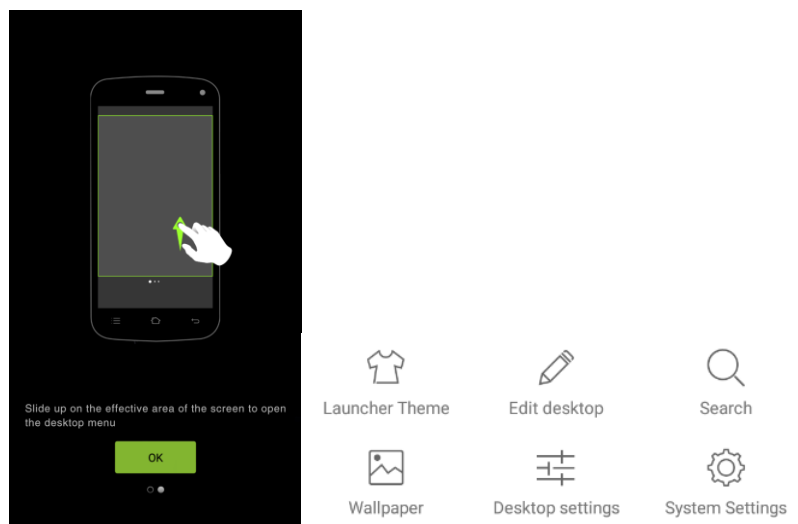 Slide up on the effective area of the screen to open
the desktop menu
OK
Launcher Theme
Edit desktop
Search
Wallpaper
Desktop settings
System Settings